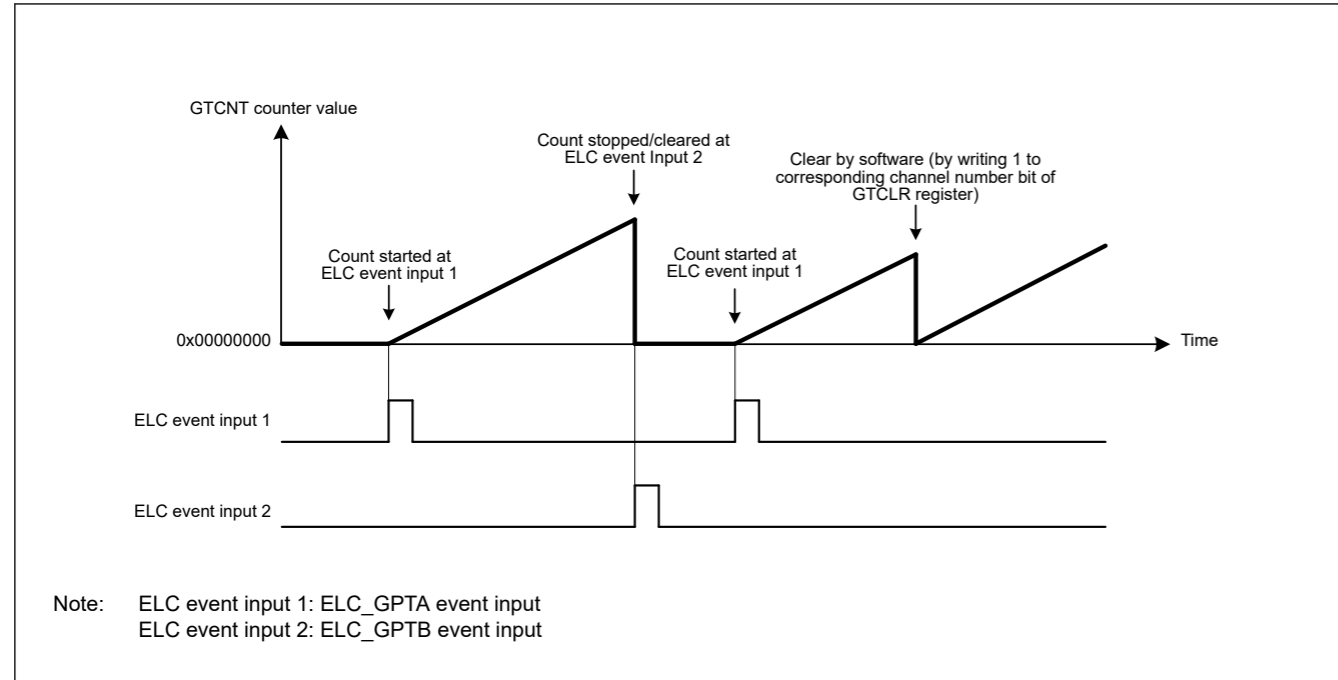 GTCNT counter value
Count stopped/cleared at
ELC event Input 2
Clear by software (by writing 1 to
corresponding channel number bit of
GTCLR register)
Count started at
ELC event input 1
Count started at
ELC event input 1
0x00000000
Time
ELC event input 1
ELC event input 2
Note: ELC event input 1: ELC_GPTA event input
ELC event input 2: ELC_GPTB event input